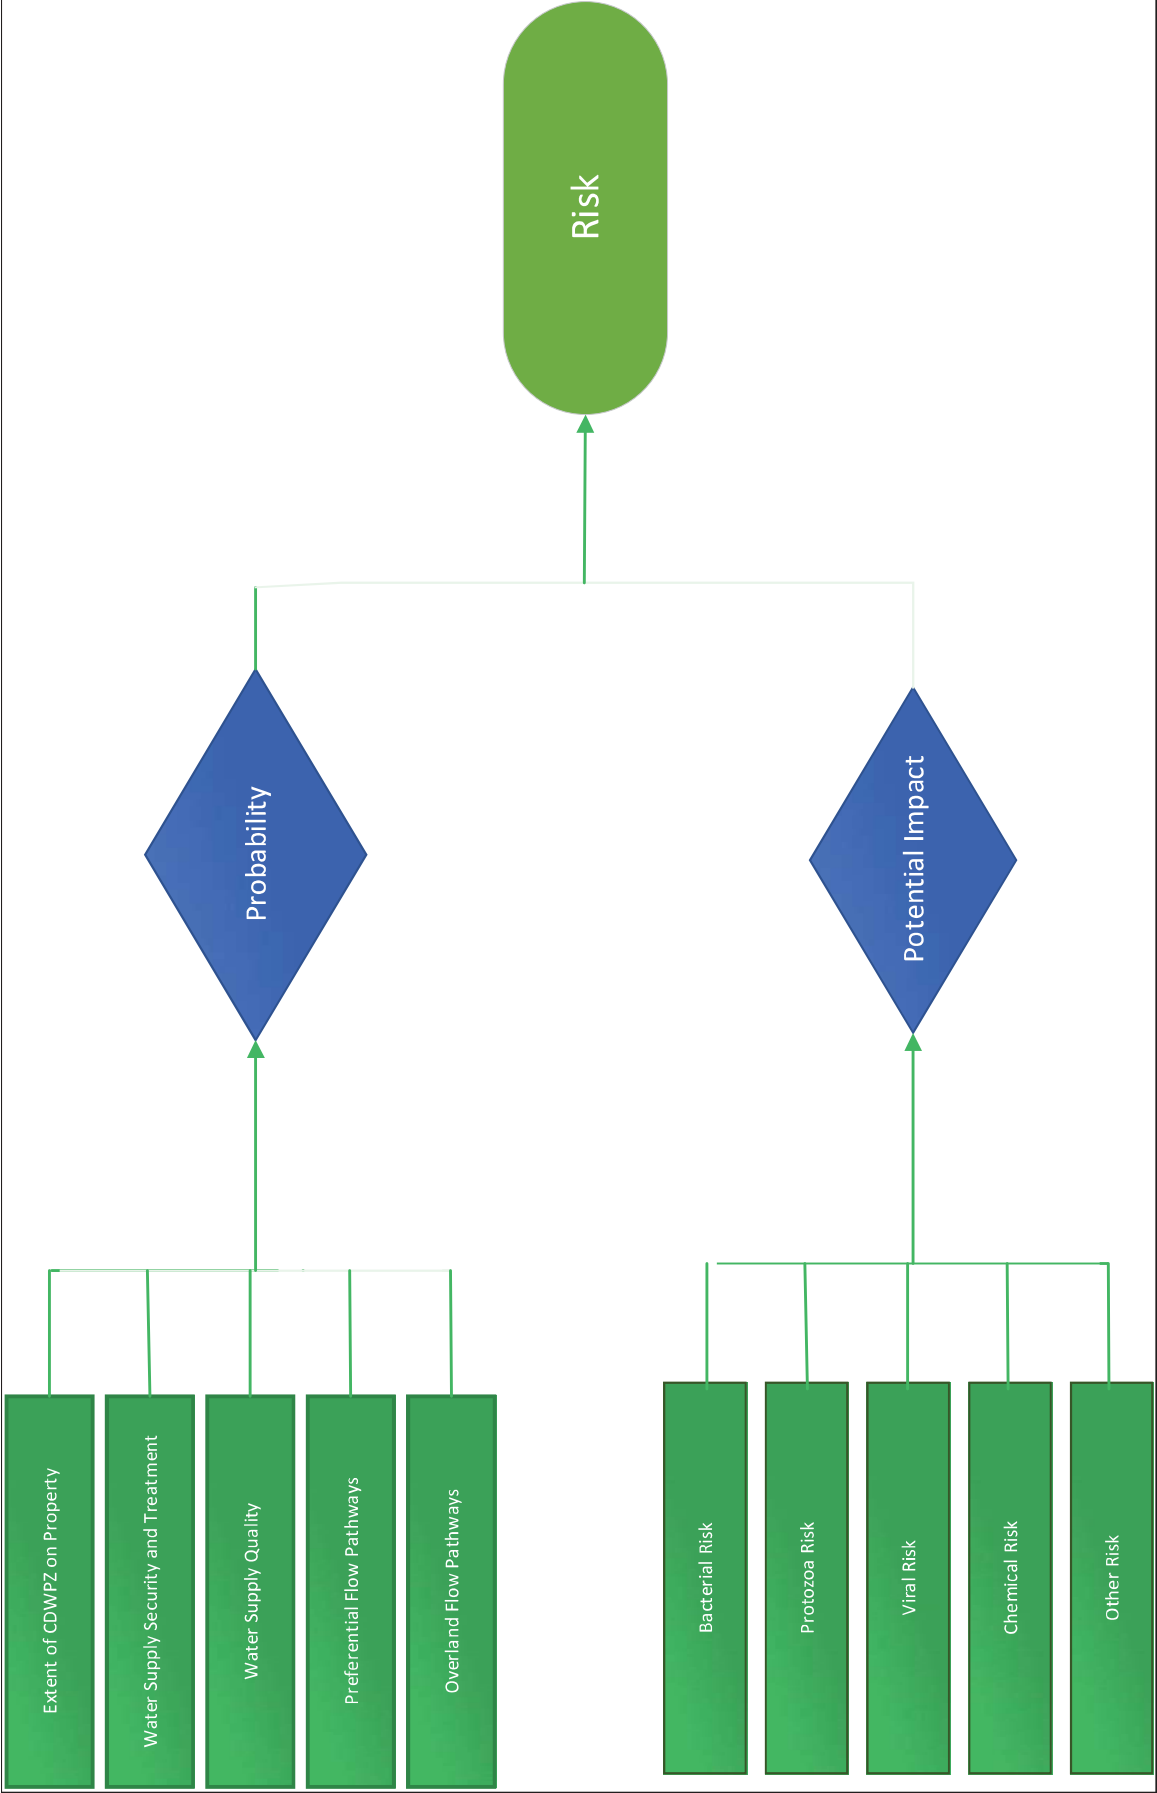 Extent of CDWPZ on Property
Water Supply Security and Treatment
Water Supply Quality
Preferential Flow Pathways
Overland Flow Pathways
Bacterial Risk
Protozoa Risk
Viral Risk
Chemical Risk
Other Risk
Probability
Potential Impact
Risk